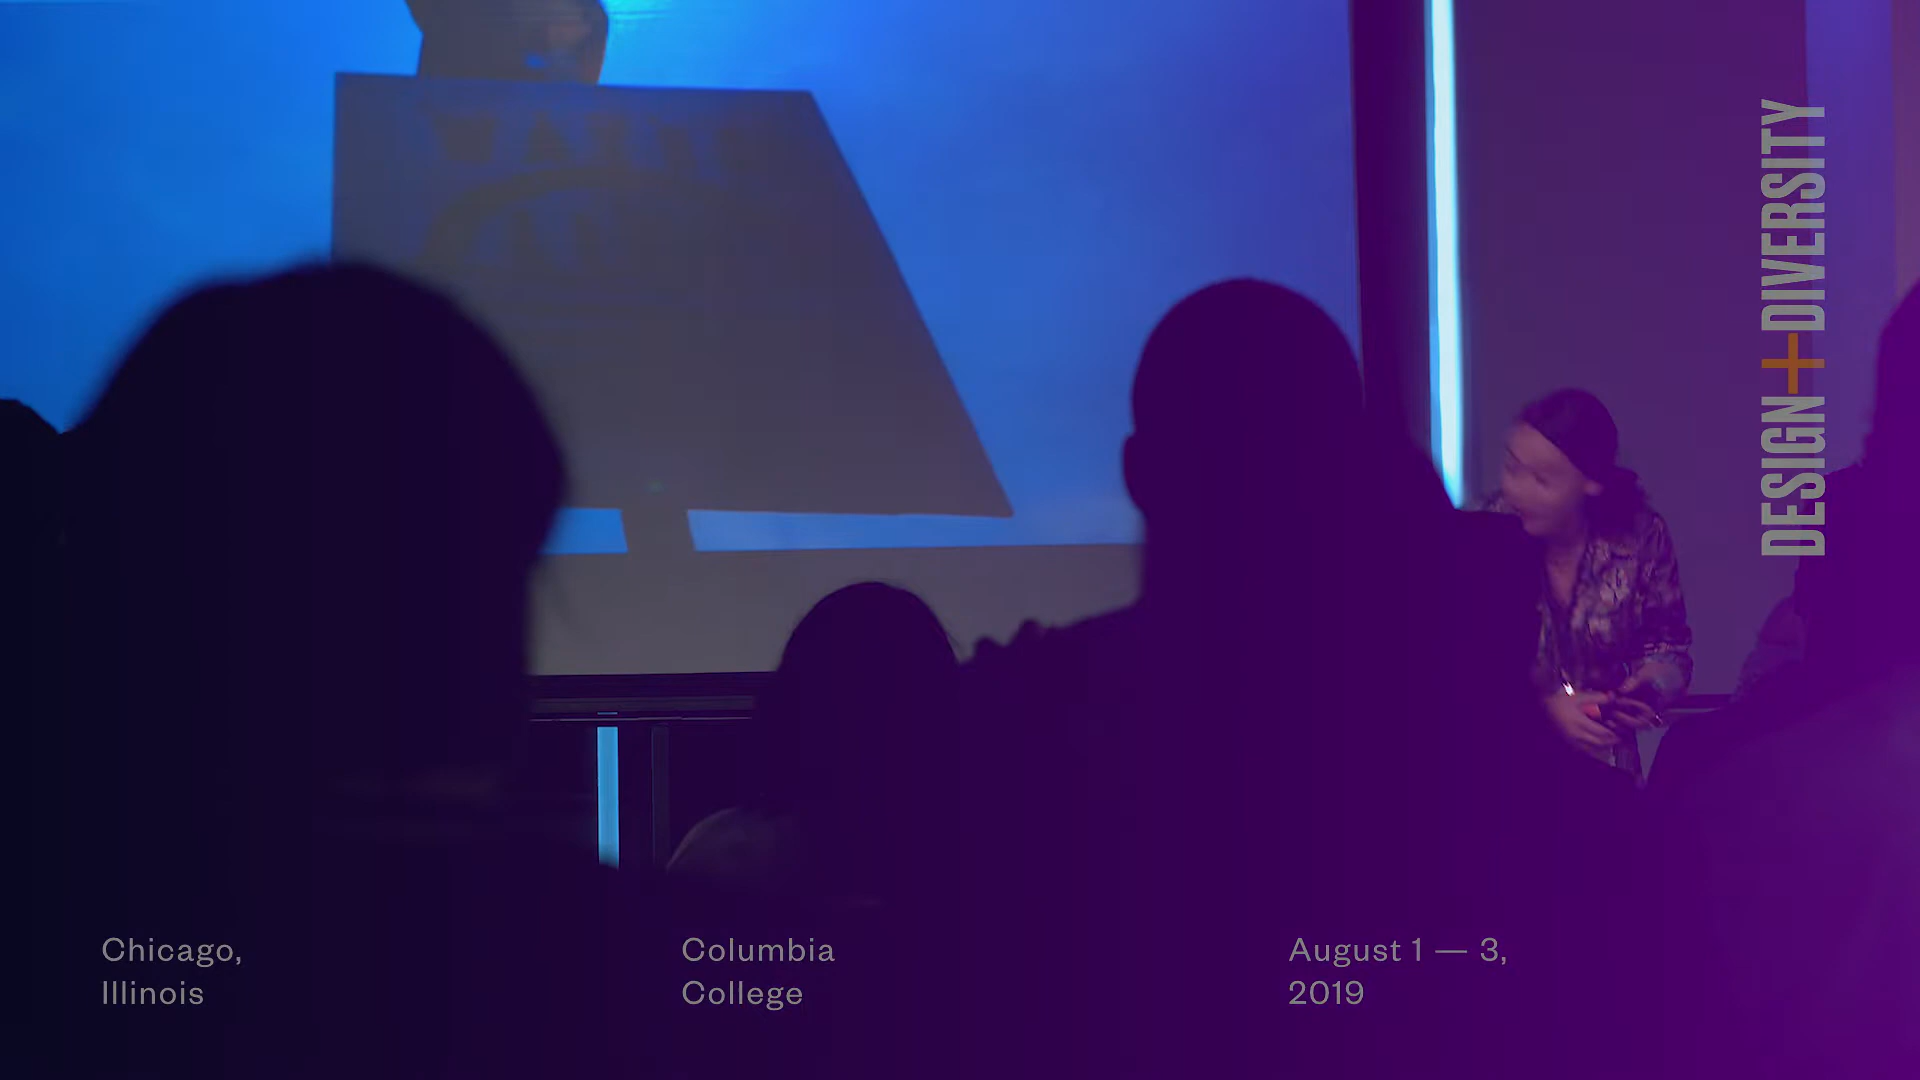 DESIGN+DIVERSITY
Chicago,
Illinois
Columbia
College
August 1 — 3,
2019